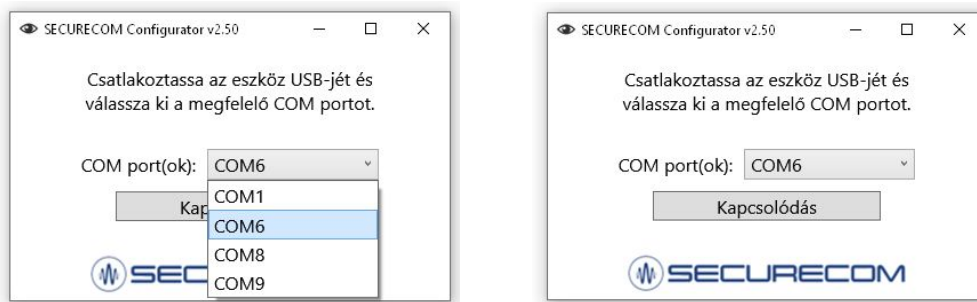 SECURECOM Configurator v2.50
Csatlakoztassa az eszköz USB-jét és
válassza ki a megfelelő COM portot.
COM port(ok): COM6
Kap
COM1
COM6
COM8
COM9
SEC
SECURECOM Configurator v2.50
Csatlakoztassa az eszköz USB-jét és
válassza ki a megfelelő COM portot.
COM port(ok): COM6
Kapcsolódás
SECURECOM